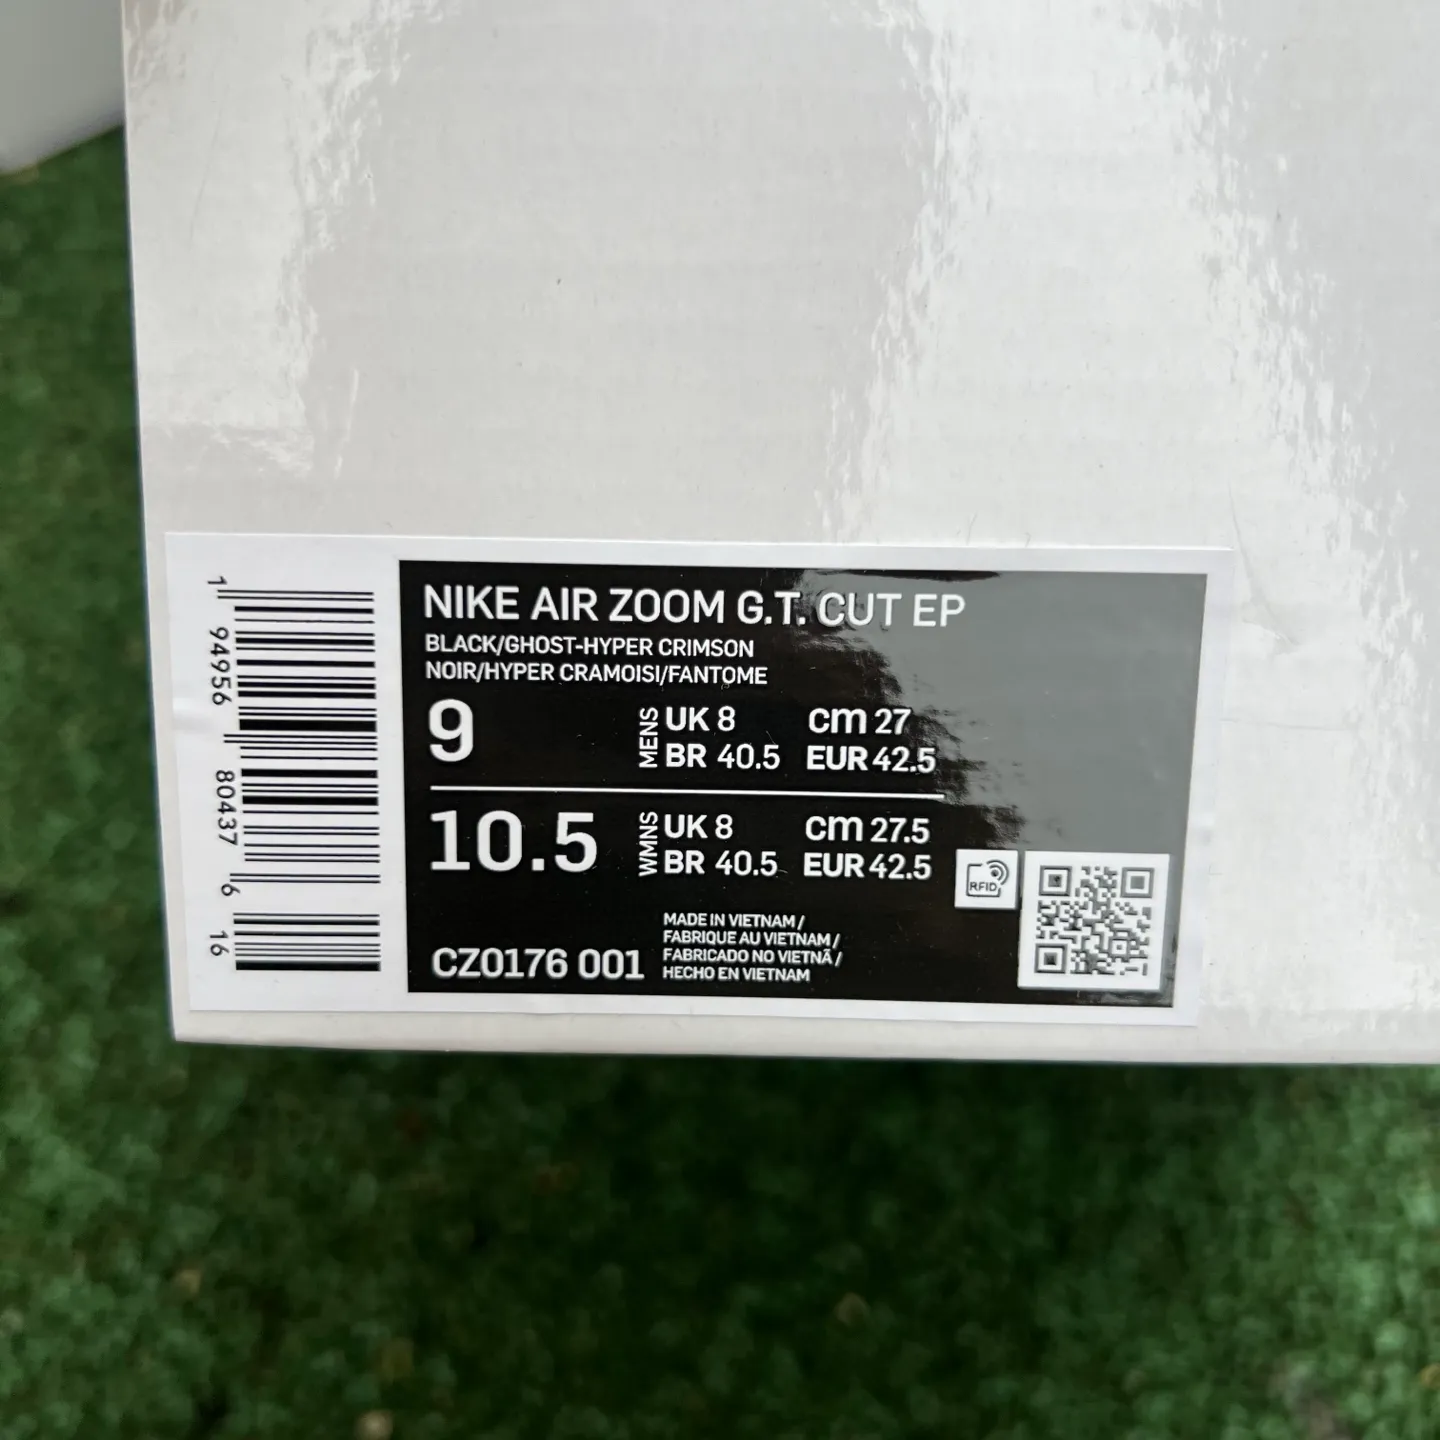 NIKE AIR ZOOM G.T. CUT EP
BLACK/GHOST-HYPER CRIMSON
NOIR/HYPER CRAMOISI/FANTOME
9 MENS UK 8 cm 27
BR 40.5 EUR 42.5
10.5 WMNS UK 8 cm 27.5
BR 40.5 EUR 42.5
RFID
MADE IN VIETNAM /
FABRIQUE AU VIETNAM /
FABRICADO NO VIETNÃ /
HECHO EN VIETNAM
CZ0176 001
1 94956 80437 6 16